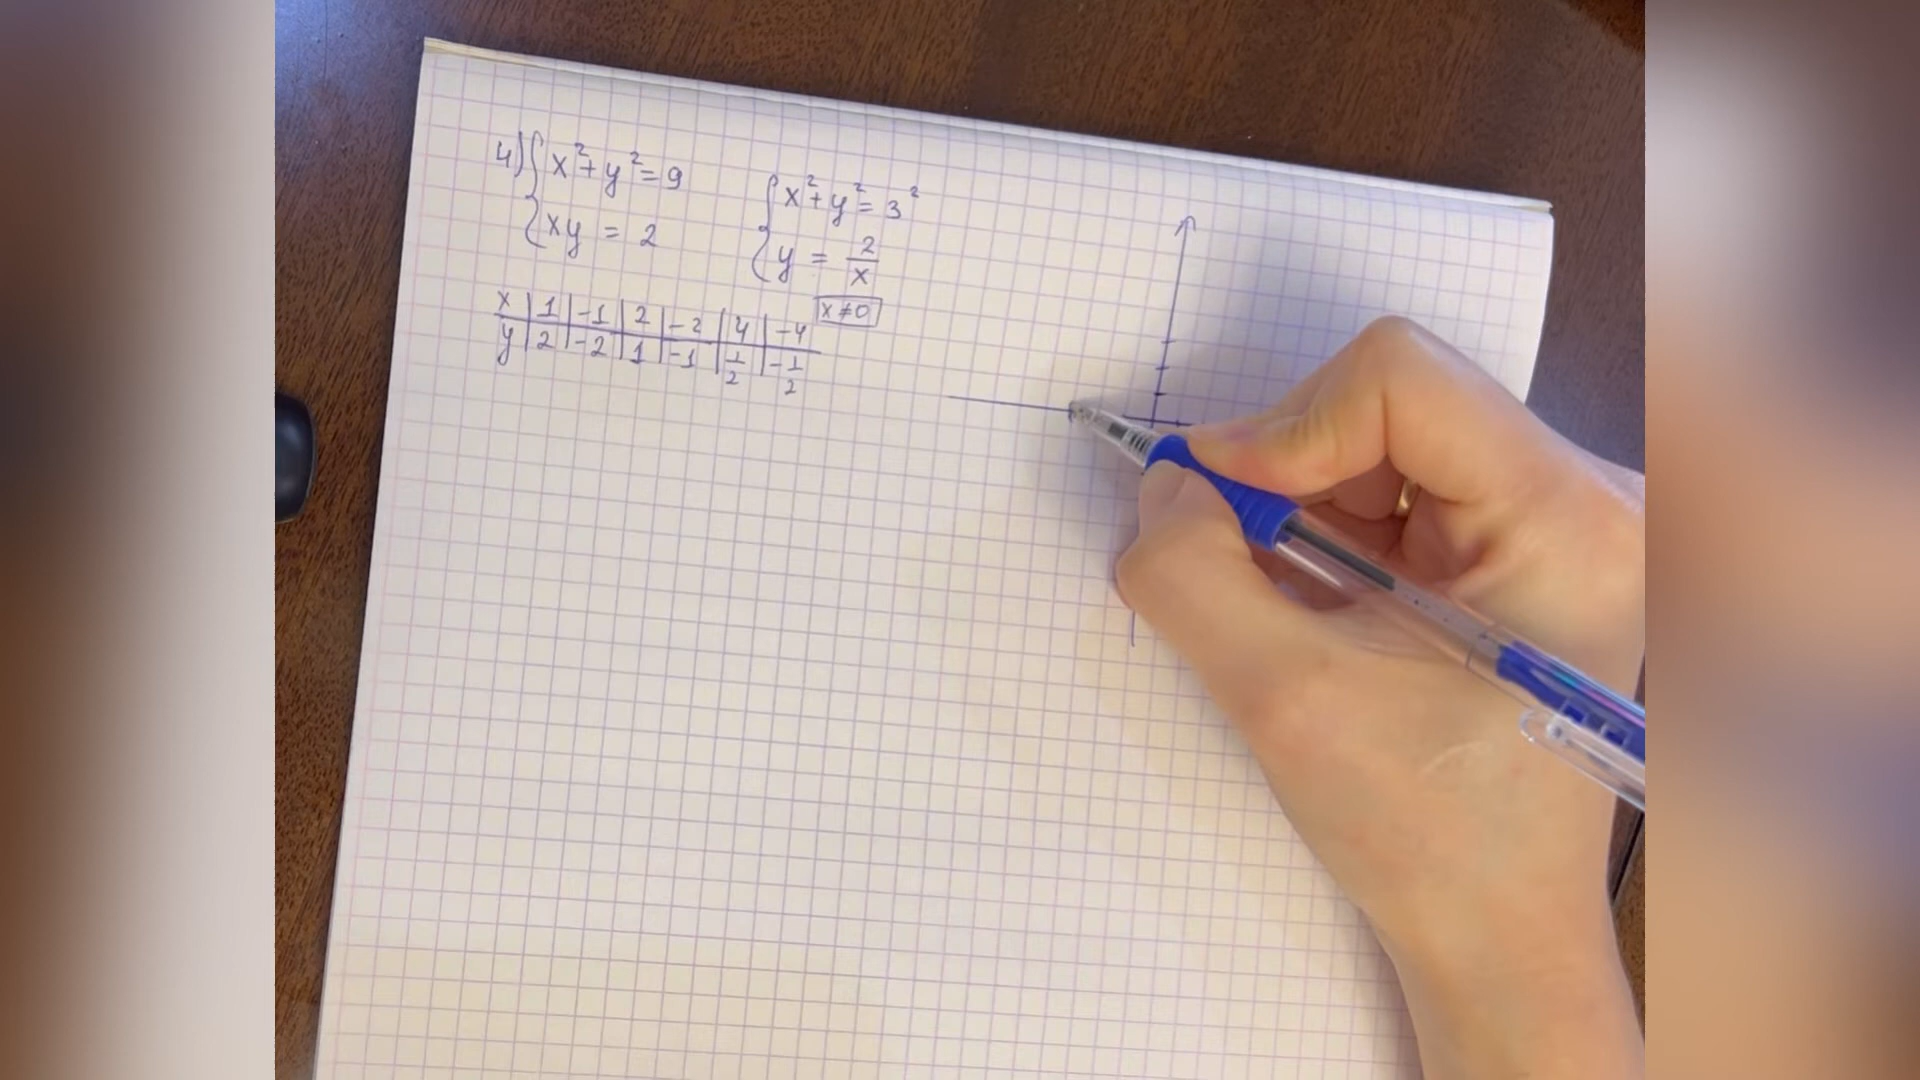 4) { x² + y² = 9
{ xy = 2
{ x² + y² = 3²
{ y = 2/x
x ≠ 0
x | 1 | -1 | 2 | -2 | 4 | -4
y | 2 | -2 | 1 | -1 | 1/2 | -1/2